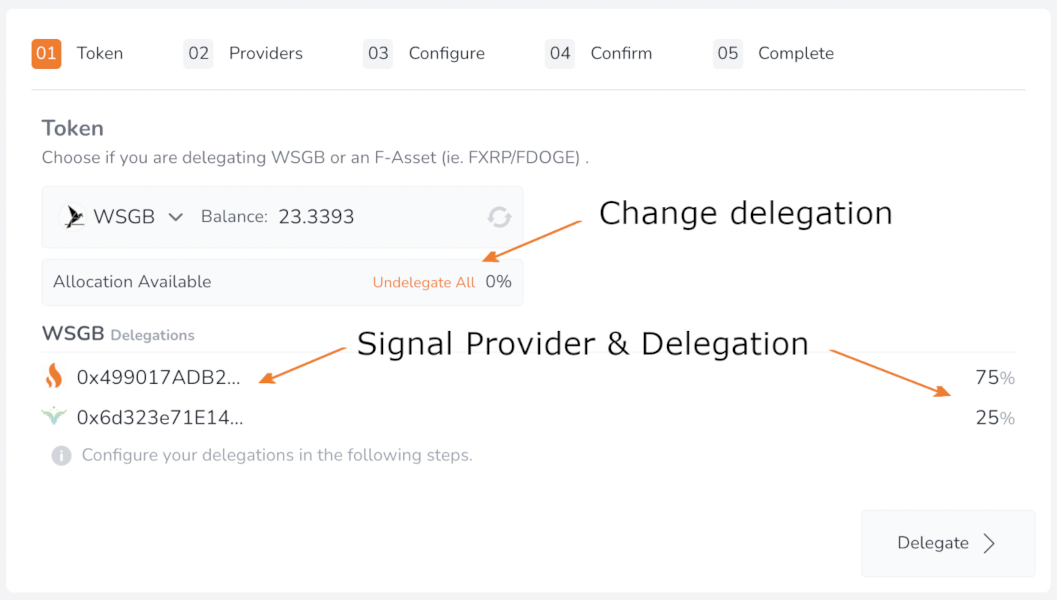 01 Token 02 Providers 03 Configure 04 Confirm 05 Complete
Token
Choose if you are delegating WSGB or an F-Asset (ie. FXRP/FDOGE) .
WSGB Balance: 23.3393
Change delegation
Allocation Available Undelegate All 0%
WSGB Delegations
Signal Provider & Delegation
0x499017ADB2... 75%
0x6d323e71E14... 25%
i Configure your delegations in the following steps.
Delegate